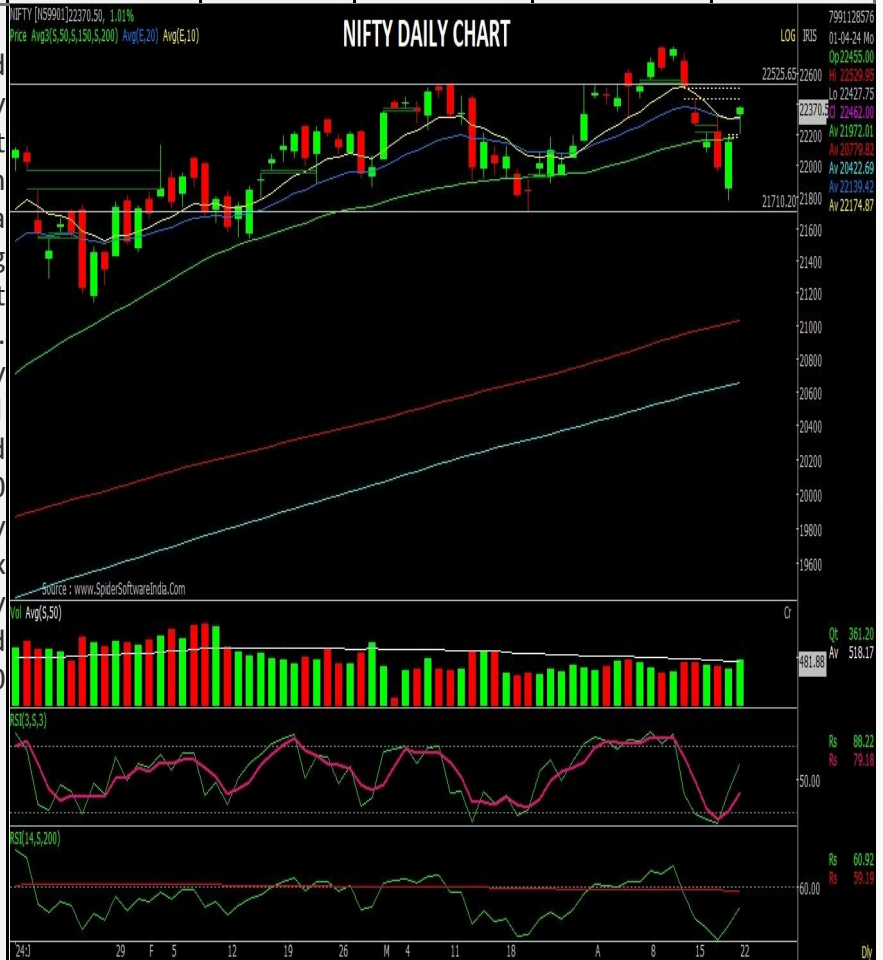 NIFTY [N59901]22370.50, 1.01%
Price Avg3(S,50,S,150,S,200) Avg(E,20) Avg(E,10)
NIFTY DAILY CHART
LOG
IRIS
7991128576
01-04-24 Mo
Op22455.00
Hi 22529.95
Lo 22427.75
Cl 22462.00
Av 21972.01
Av 20779.82
Av 20422.69
Av 22139.42
Av 22174.87
22525.65
22600
22370.5
22200
22000
21800
21710.20
21600
21400
21200
21000
20800
20600
20400
20200
20000
19800
19600
Source : www.SpiderSoftwareIndia.Com
Vol Avg(S,50)
Cr
Qt 361.20
Av 518.17
481.88
RSI(3,S,3)
Rs 88.22
Rs 79.18
50.00
RSI(14,S,200)
Rs 60.92
Rs 59.19
60.00
24:J 29 F 5 12 19 26 M 4 11 18 A 8 15 22
Dly